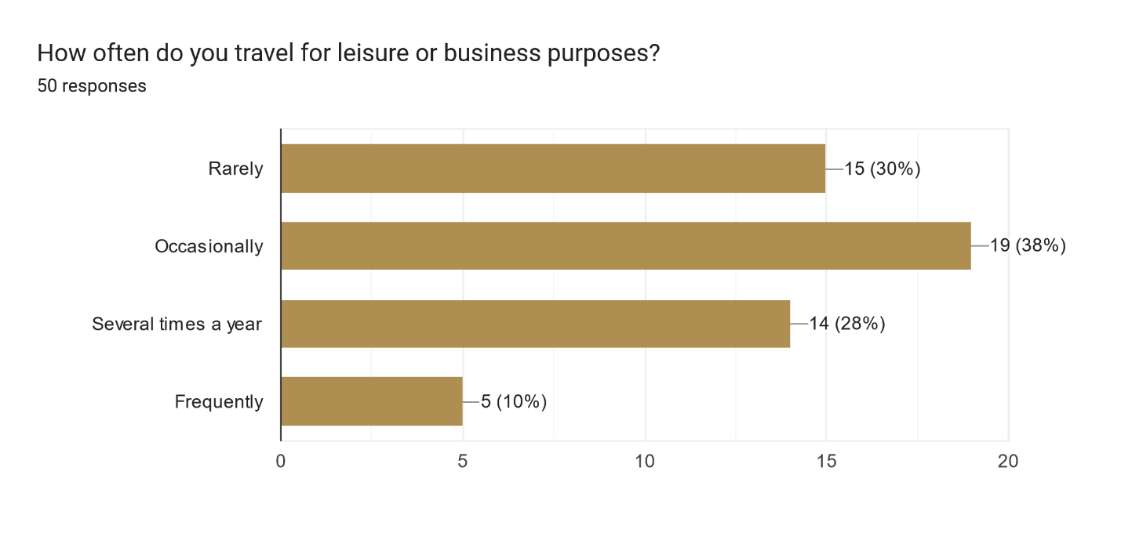 How often do you travel for leisure or business purposes?
50 responses
Rarely
15 (30%)
Occasionally
19 (38%)
Several times a year
14 (28%)
Frequently
5 (10%)
0 5 10 15 20